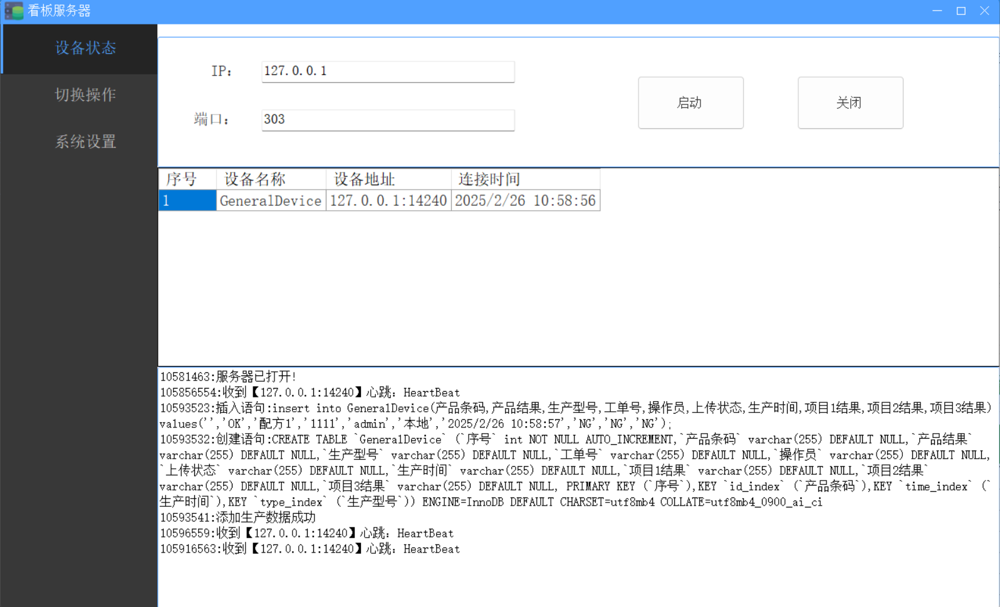 看板服务器
设备状态
切换操作
系统设置
IP:
127.0.0.1
端口:
303
启动
关闭
序号 设备名称 设备地址 连接时间
1 GeneralDevice 127.0.0.1:14240 2025/2/26 10:58:56
10581463:服务器已打开!
105856554:收到【127.0.0.1:14240】心跳: HeartBeat
10593523:插入语句:insert into GeneralDevice(产品条码,产品结果,生产型号,工单号,操作员,上传状态,生产时间,项目1结果,项目2结果,项目3结果)
values('','OK','配方1','1111','admin','本地','2025/2/26 10:58:57','NG','NG','NG');
10593532:创建语句:CREATE TABLE `GeneralDevice` (`序号` int NOT NULL AUTO_INCREMENT,`产品条码` varchar(255) DEFAULT NULL,`产品结果`
varchar(255) DEFAULT NULL,`生产型号` varchar(255) DEFAULT NULL,`工单号` varchar(255) DEFAULT NULL,`操作员` varchar(255) DEFAULT NULL,
`上传状态` varchar(255) DEFAULT NULL,`生产时间` varchar(255) DEFAULT NULL,`项目1结果` varchar(255) DEFAULT NULL,`项目2结果`
varchar(255) DEFAULT NULL,`项目3结果` varchar(255) DEFAULT NULL, PRIMARY KEY (`序号`),KEY `id_index` (`产品条码`),KEY `time_index` (`
生产时间`),KEY `type_index` (`生产型号`)) ENGINE=InnoDB DEFAULT CHARSET=utf8mb4 COLLATE=utf8mb4_0900_ai_ci
10593541:添加生产数据成功
10596559:收到【127.0.0.1:14240】心跳: HeartBeat
105916563:收到【127.0.0.1:14240】心跳: HeartBeat